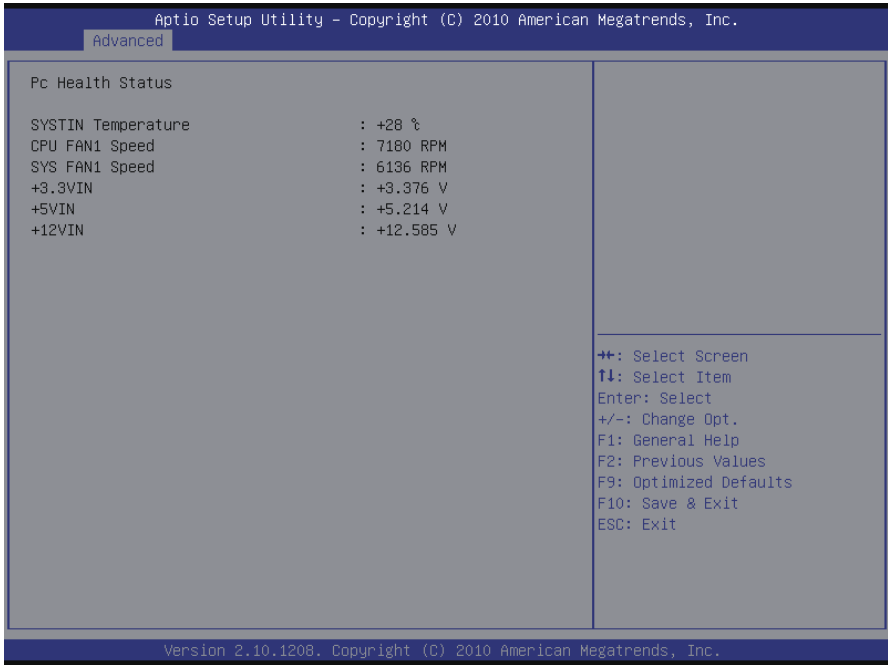 Aptio Setup Utility – Copyright (C) 2010 American Megatrends, Inc.
Advanced
Pc Health Status
SYSTIN Temperature : +28 ℃
CPU FAN1 Speed : 7180 RPM
SYS FAN1 Speed : 6136 RPM
+3.3VIN : +3.376 V
+5VIN : +5.214 V
+12VIN : +12.585 V
→←: Select Screen
↑↓: Select Item
Enter: Select
+/-: Change Opt.
F1: General Help
F2: Previous Values
F9: Optimized Defaults
F10: Save & Exit
ESC: Exit
Version 2.10.1208. Copyright (C) 2010 American Megatrends, Inc.